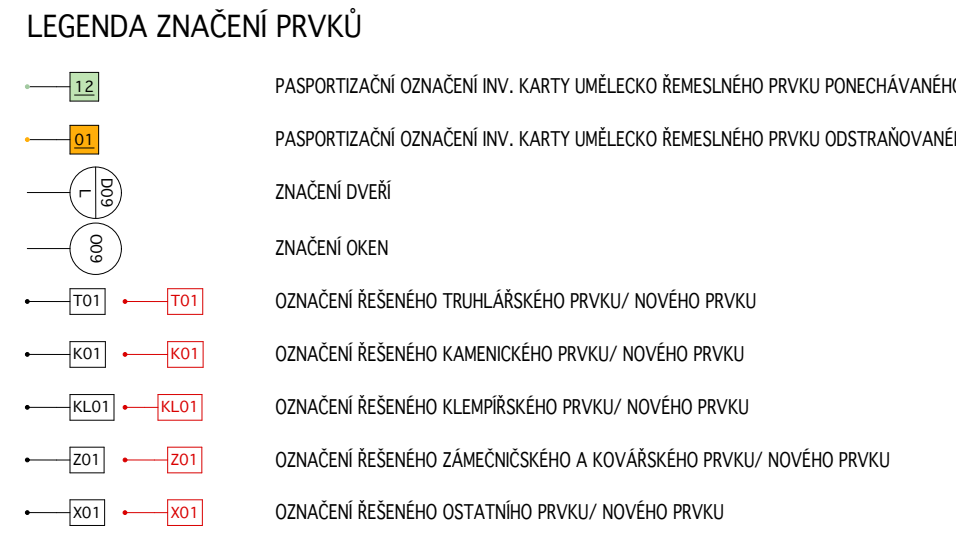 LEGENDA ZNAČENÍ PRVKŮ
12 PASPORTIZAČNÍ OZNAČENÍ INV. KARTY UMĚLECKO ŘEMESLNÉHO PRVKU
01 PASPORTIZAČNÍ OZNAČENÍ INV. KARTY UMĚLECKO ŘEMESLNÉHO PRVKU
D09 L ZNAČENÍ DVEŘÍ
O09 ZNAČENÍ OKEN
T01 T01 OZNAČENÍ ŘEŠENÉHO TRUHLÁŘSKÉHO PRVKU/ NOVÉHO PRVKU
K01 K01 OZNAČENÍ ŘEŠENÉHO KAMENICKÉHO PRVKU/ NOVÉHO PRVKU
KL01 KL01 OZNAČENÍ ŘEŠENÉHO KLEMPÍŘSKÉHO PRVKU/ NOVÉHO PRVKU
Z01 Z01 OZNAČENÍ ŘEŠENÉHO ZÁMEČNIČSKÉHO A KOVÁŘSKÉHO PRVKU/ NOVÉHO PRVKU
X01 X01 OZNAČENÍ ŘEŠENÉHO OSTATNÍHO PRVKU/ NOVÉHO PRVKU